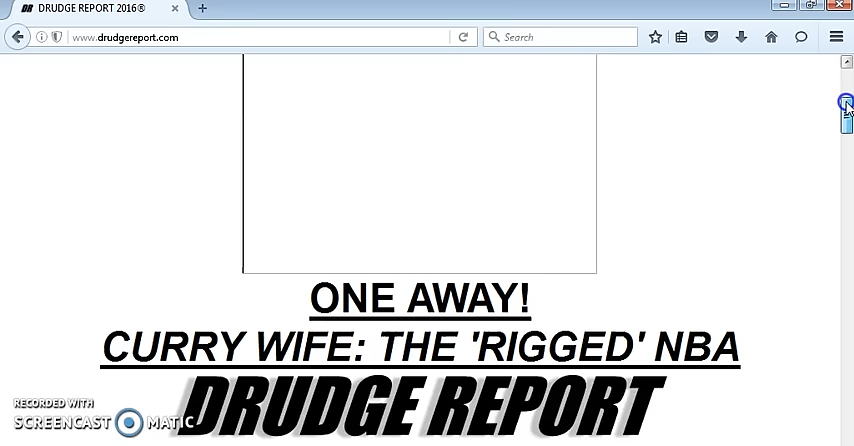 DRUDGE REPORT 2016®
www.drudgereport.com
Search
ONE AWAY!
CURRY WIFE: THE 'RIGGED' NBA
DRUDGE REPORT
RECORDED WITH
SCREENCAST MATIC